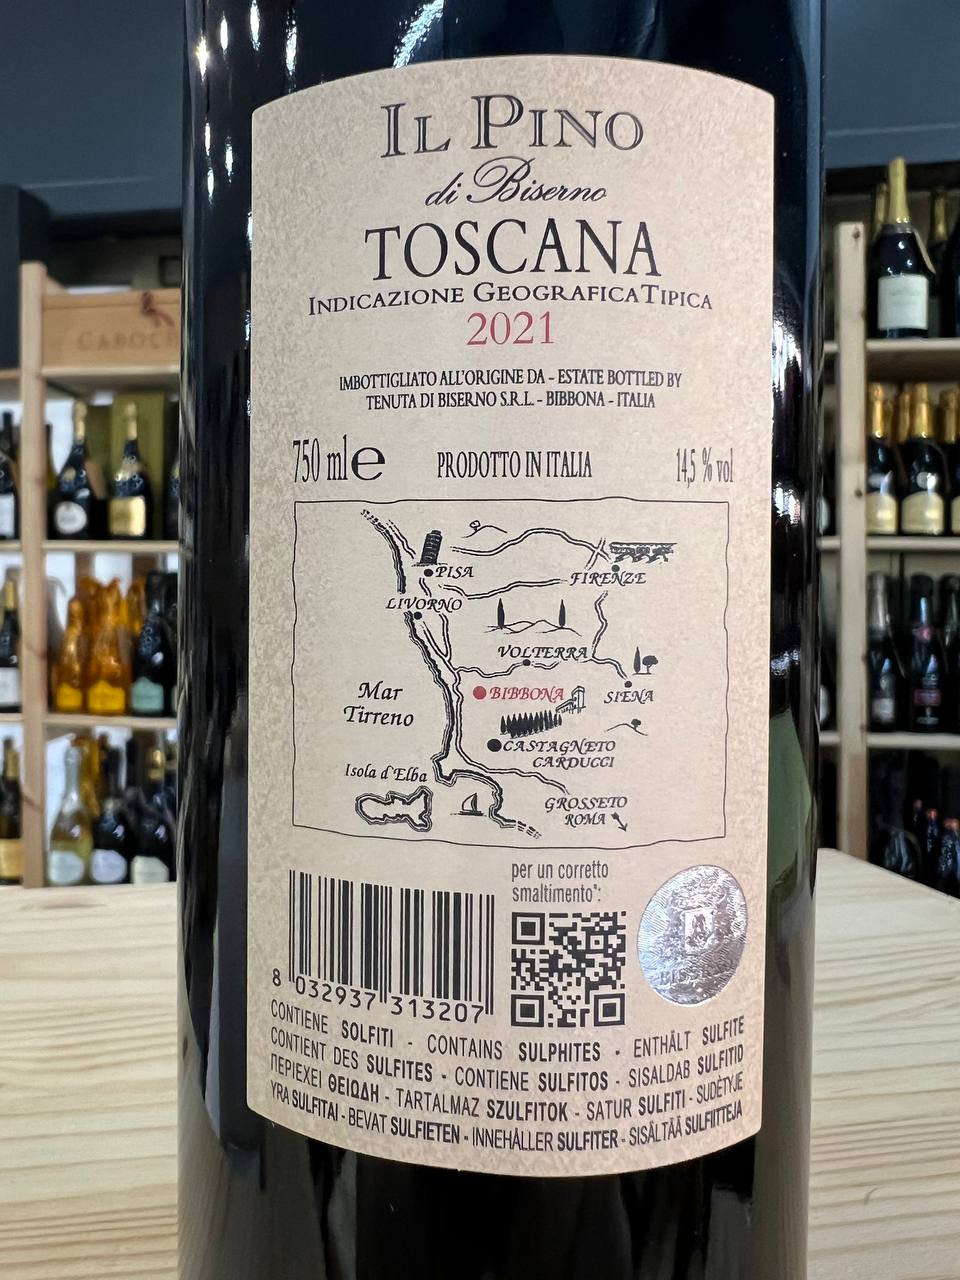 IL PINO
di Biserno
TOSCANA
INDICAZIONE GEOGRAFICA TIPICA
2021
IMBOTTIGLIATO ALL'ORIGINE DA - ESTATE BOTTLED BY
TENUTA DI BISERNO S.R.L. - BIBBONA - ITALIA
750 ml e PRODOTTO IN ITALIA 14,5 % vol
PISA
FIRENZE
LIVORNO
VOLTERRA
BIBBONA
SIENA
Mar
Tirreno
CASTAGNETO
CARDUCCI
Isola d'Elba
GROSSETO
ROMA
per un corretto
smaltimento*:
8 032937 313207
CONTIENE SOLFITI - CONTAINS SULPHITES - ENTHÄLT SULFITE
CONTIENT DES SULFITES - CONTIENE SULFITOS - SISALDAB SULFITID
ΠΕΡΙΕΧΕΙ ΘΕΙΩΔΗ - TARTALMAZ SZULFITOK - SATUR SULFITI - SUDĖTYJE
YRA SULFITAI - BEVAT SULFIETEN - INNEHÅLLER SULFITER - SISÄLTÄÄ SULFIITTEJA